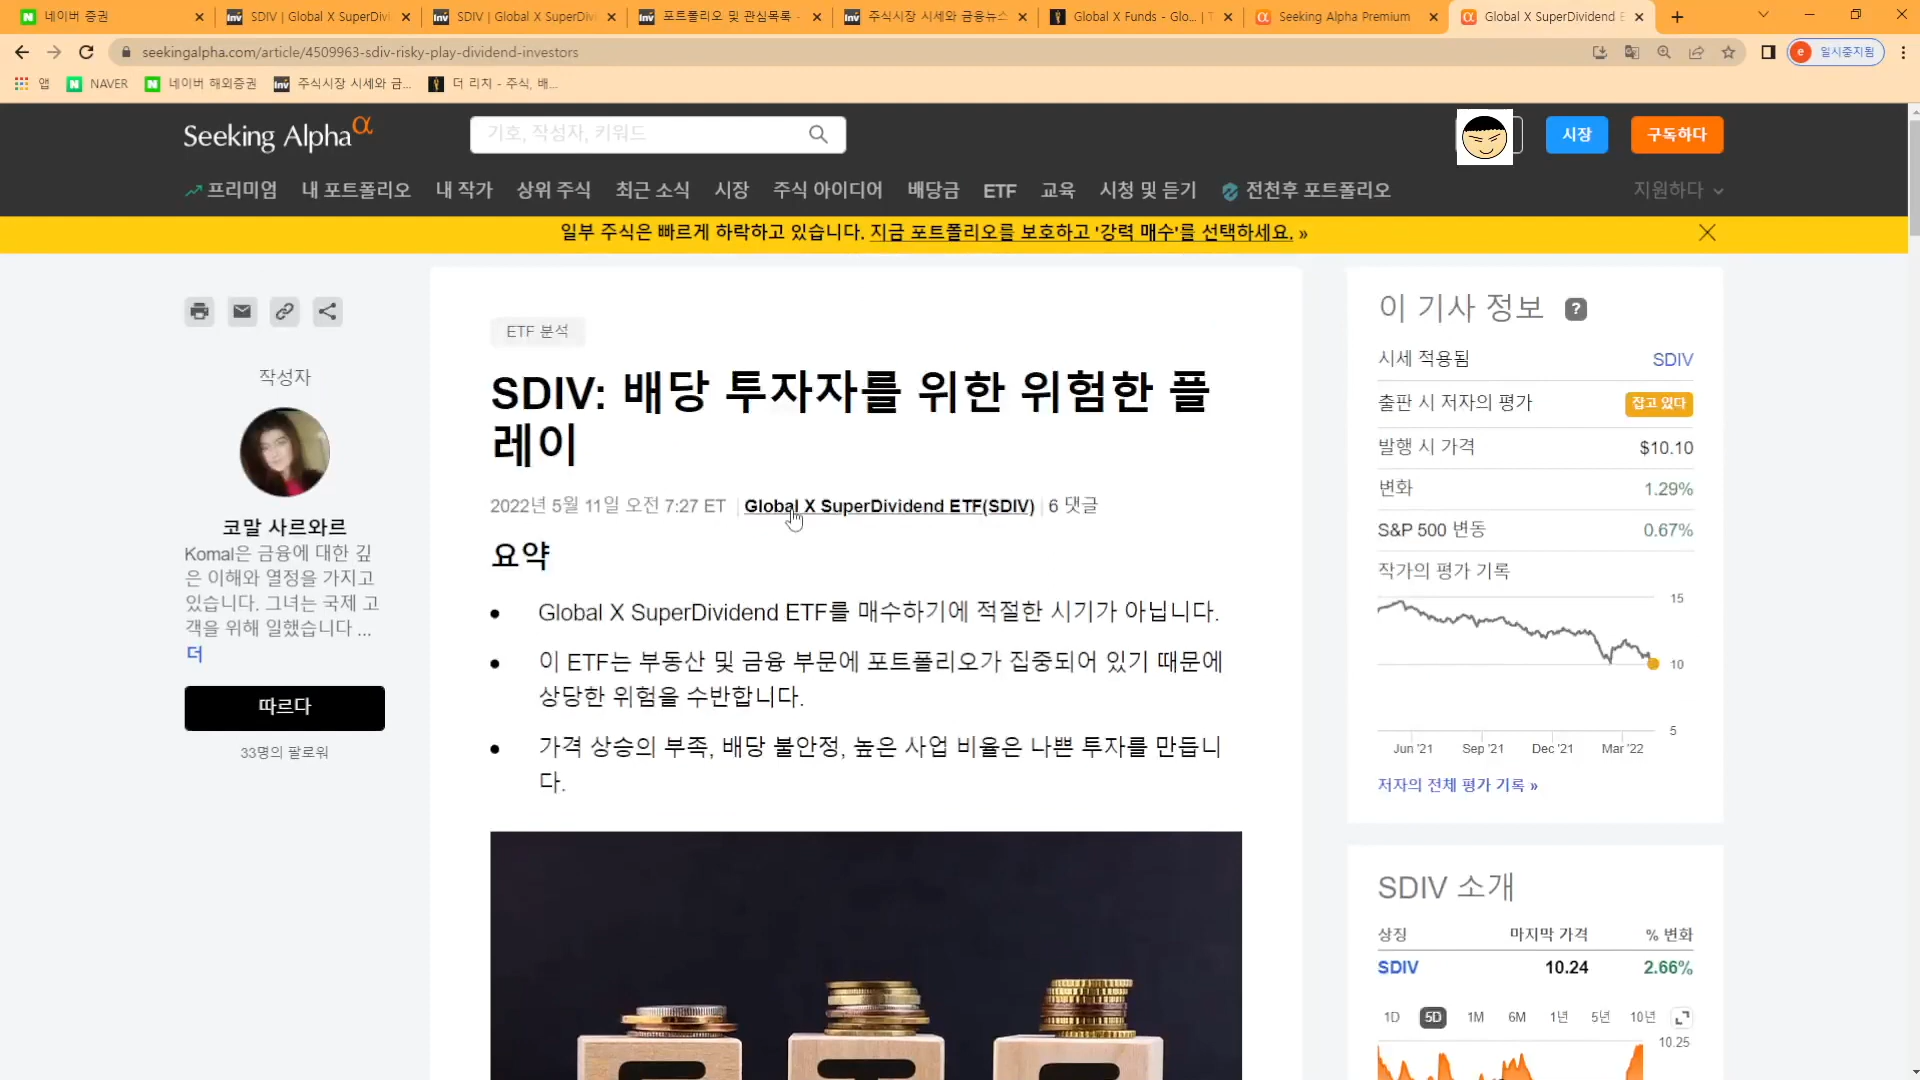 네이버 증권
SDIV | Global X SuperDivi
SDIV | Global X SuperDivi
포트폴리오 및 관심목록 -
주식시장 시세와 금융뉴스
Global X Funds - Glo... | T
Seeking Alpha Premium
Global X SuperDividend E
seekingalpha.com/article/4509963-sdiv-risky-play-dividend-investors
e 일시중지됨
앱
NAVER
네이버 해외증권
주식시장 시세와 금...
더 리치 - 주식, 배...
Seeking Alpha α
기호, 작성자, 키워드
시장
구독하다
프리미엄
내 포트폴리오
내 작가
상위 주식
최근 소식
시장
주식 아이디어
배당금
ETF
교육
시청 및 듣기
전천후 포트폴리오
지원하다
일부 주식은 빠르게 하락하고 있습니다. 지금 포트폴리오를 보호하고 '강력 매수'를 선택하세요. »
작성자
코말 사르와르
Komal은 금융에 대한 깊
은 이해와 열정을 가지고
있습니다. 그녀는 국제 고
객을 위해 일했습니다 ...
더
따르다
33명의 팔로워
ETF 분석
SDIV: 배당 투자자를 위한 위험한 플
레이
2022년 5월 11일 오전 7:27 ET | Global X SuperDividend ETF(SDIV) | 6 댓글
요약
• Global X SuperDividend ETF를 매수하기에 적절한 시기가 아닙니다.
• 이 ETF는 부동산 및 금융 부문에 포트폴리오가 집중되어 있기 때문에
상당한 위험을 수반합니다.
• 가격 상승의 부족, 배당 불안정, 높은 사업 비율은 나쁜 투자를 만듭니
다.
이 기사 정보 ?
시세 적용됨 SDIV
출판 시 저자의 평가 잡고 있다
발행 시 가격 $10.10
변화 1.29%
S&P 500 변동 0.67%
작가의 평가 기록
15
10
5
Jun '21 Sep '21 Dec '21 Mar '22
저자의 전체 평가 기록 »
SDIV 소개
상징 마지막 가격 % 변화
SDIV 10.24 2.66%
1D 5D 1M 6M 1년 5년 10년
10.25